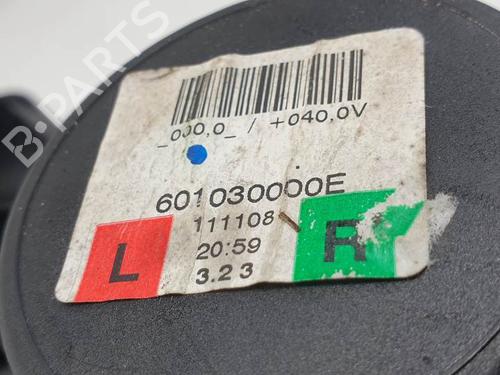 B-PARTS
_000,0_ / +040,0V
601030000E
111108
20:59
3.2 3
L
R